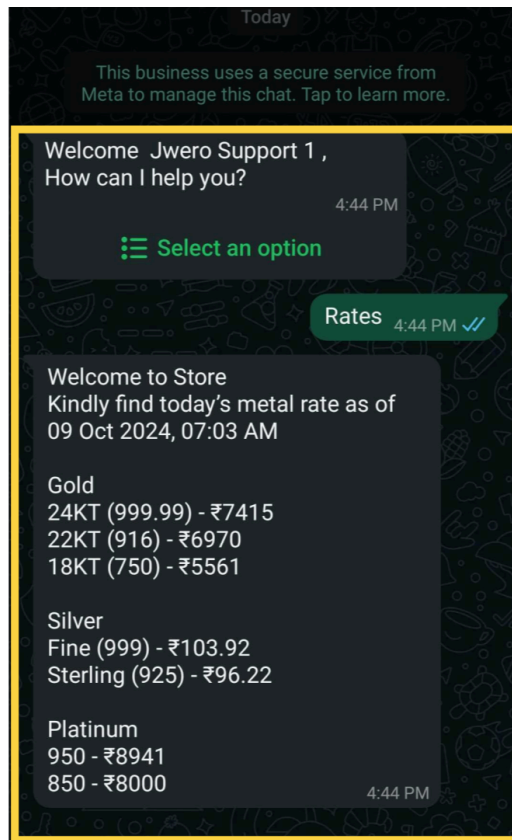 Today
This business uses a secure service from
Meta to manage this chat. Tap to learn more.
Welcome  Jwero Support 1 ,
How can I help you?
4:44 PM
Select an option
Rates 4:44 PM
Welcome to Store
Kindly find today’s metal rate as of
09 Oct 2024, 07:03 AM
Gold
24KT (999.99) - ₹7415
22KT (916) - ₹6970
18KT (750) - ₹5561
Silver
Fine (999) - ₹103.92
Sterling (925) - ₹96.22
Platinum
950 - ₹8941
850 - ₹8000
4:44 PM